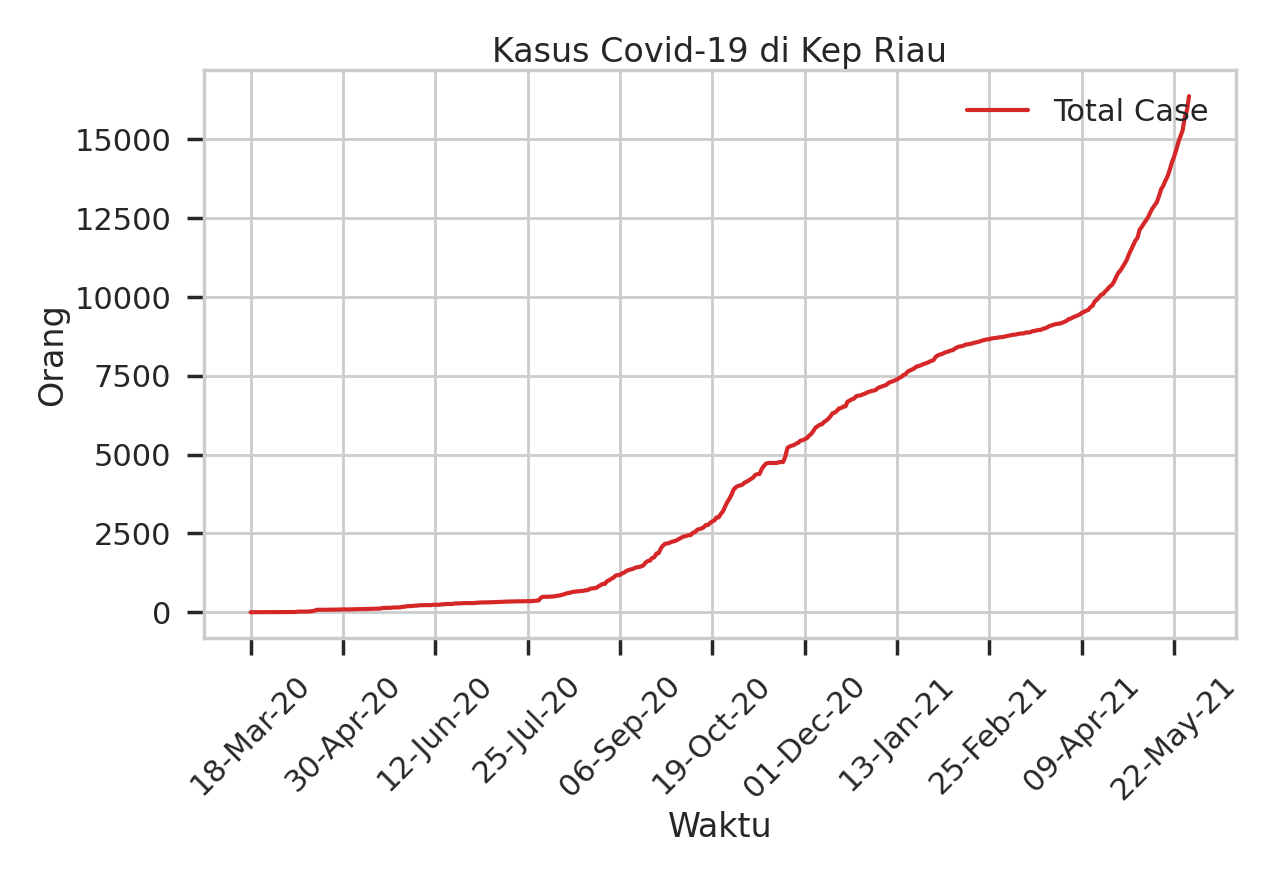 Kasus Covid-19 di Kep Riau
Total Case
15000
12500
10000
7500
5000
2500
0
Orang
18-Mar-20
30-Apr-20
12-Jun-20
25-Jul-20
06-Sep-20
19-Oct-20
01-Dec-20
13-Jan-21
25-Feb-21
09-Apr-21
22-May-21
Waktu